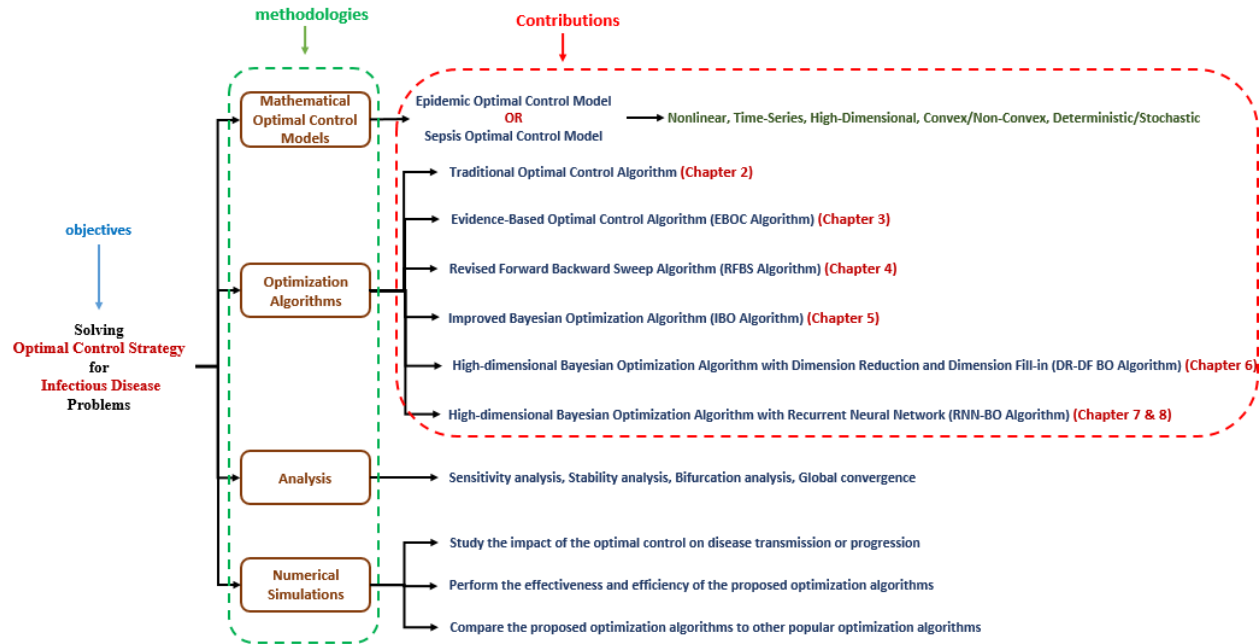 methodologies
Contributions
objectives
Solving
Optimal Control Strategy
for
Infectious Disease
Problems
Mathematical
Optimal Control
Models
Epidemic Optimal Control Model
OR
Sepsis Optimal Control Model
Nonlinear, Time-Series, High-Dimensional, Convex/Non-Convex, Deterministic/Stochastic
Optimization
Algorithms
Traditional Optimal Control Algorithm (Chapter 2)
Evidence-Based Optimal Control Algorithm (EBOC Algorithm) (Chapter 3)
Revised Forward Backward Sweep Algorithm (RFBS Algorithm) (Chapter 4)
Improved Bayesian Optimization Algorithm (IBO Algorithm) (Chapter 5)
High-dimensional Bayesian Optimization Algorithm with Dimension Reduction and Dimension Fill-in (DR-DF BO Algorithm) (Chapter 6)
High-dimensional Bayesian Optimization Algorithm with Recurrent Neural Network (RNN-BO Algorithm) (Chapter 7 & 8)
Analysis
Sensitivity analysis, Stability analysis, Bifurcation analysis, Global convergence
Numerical
Simulations
Study the impact of the optimal control on disease transmission or progression
Perform the effectiveness and efficiency of the proposed optimization algorithms
Compare the proposed optimization algorithms to other popular optimization algorithms